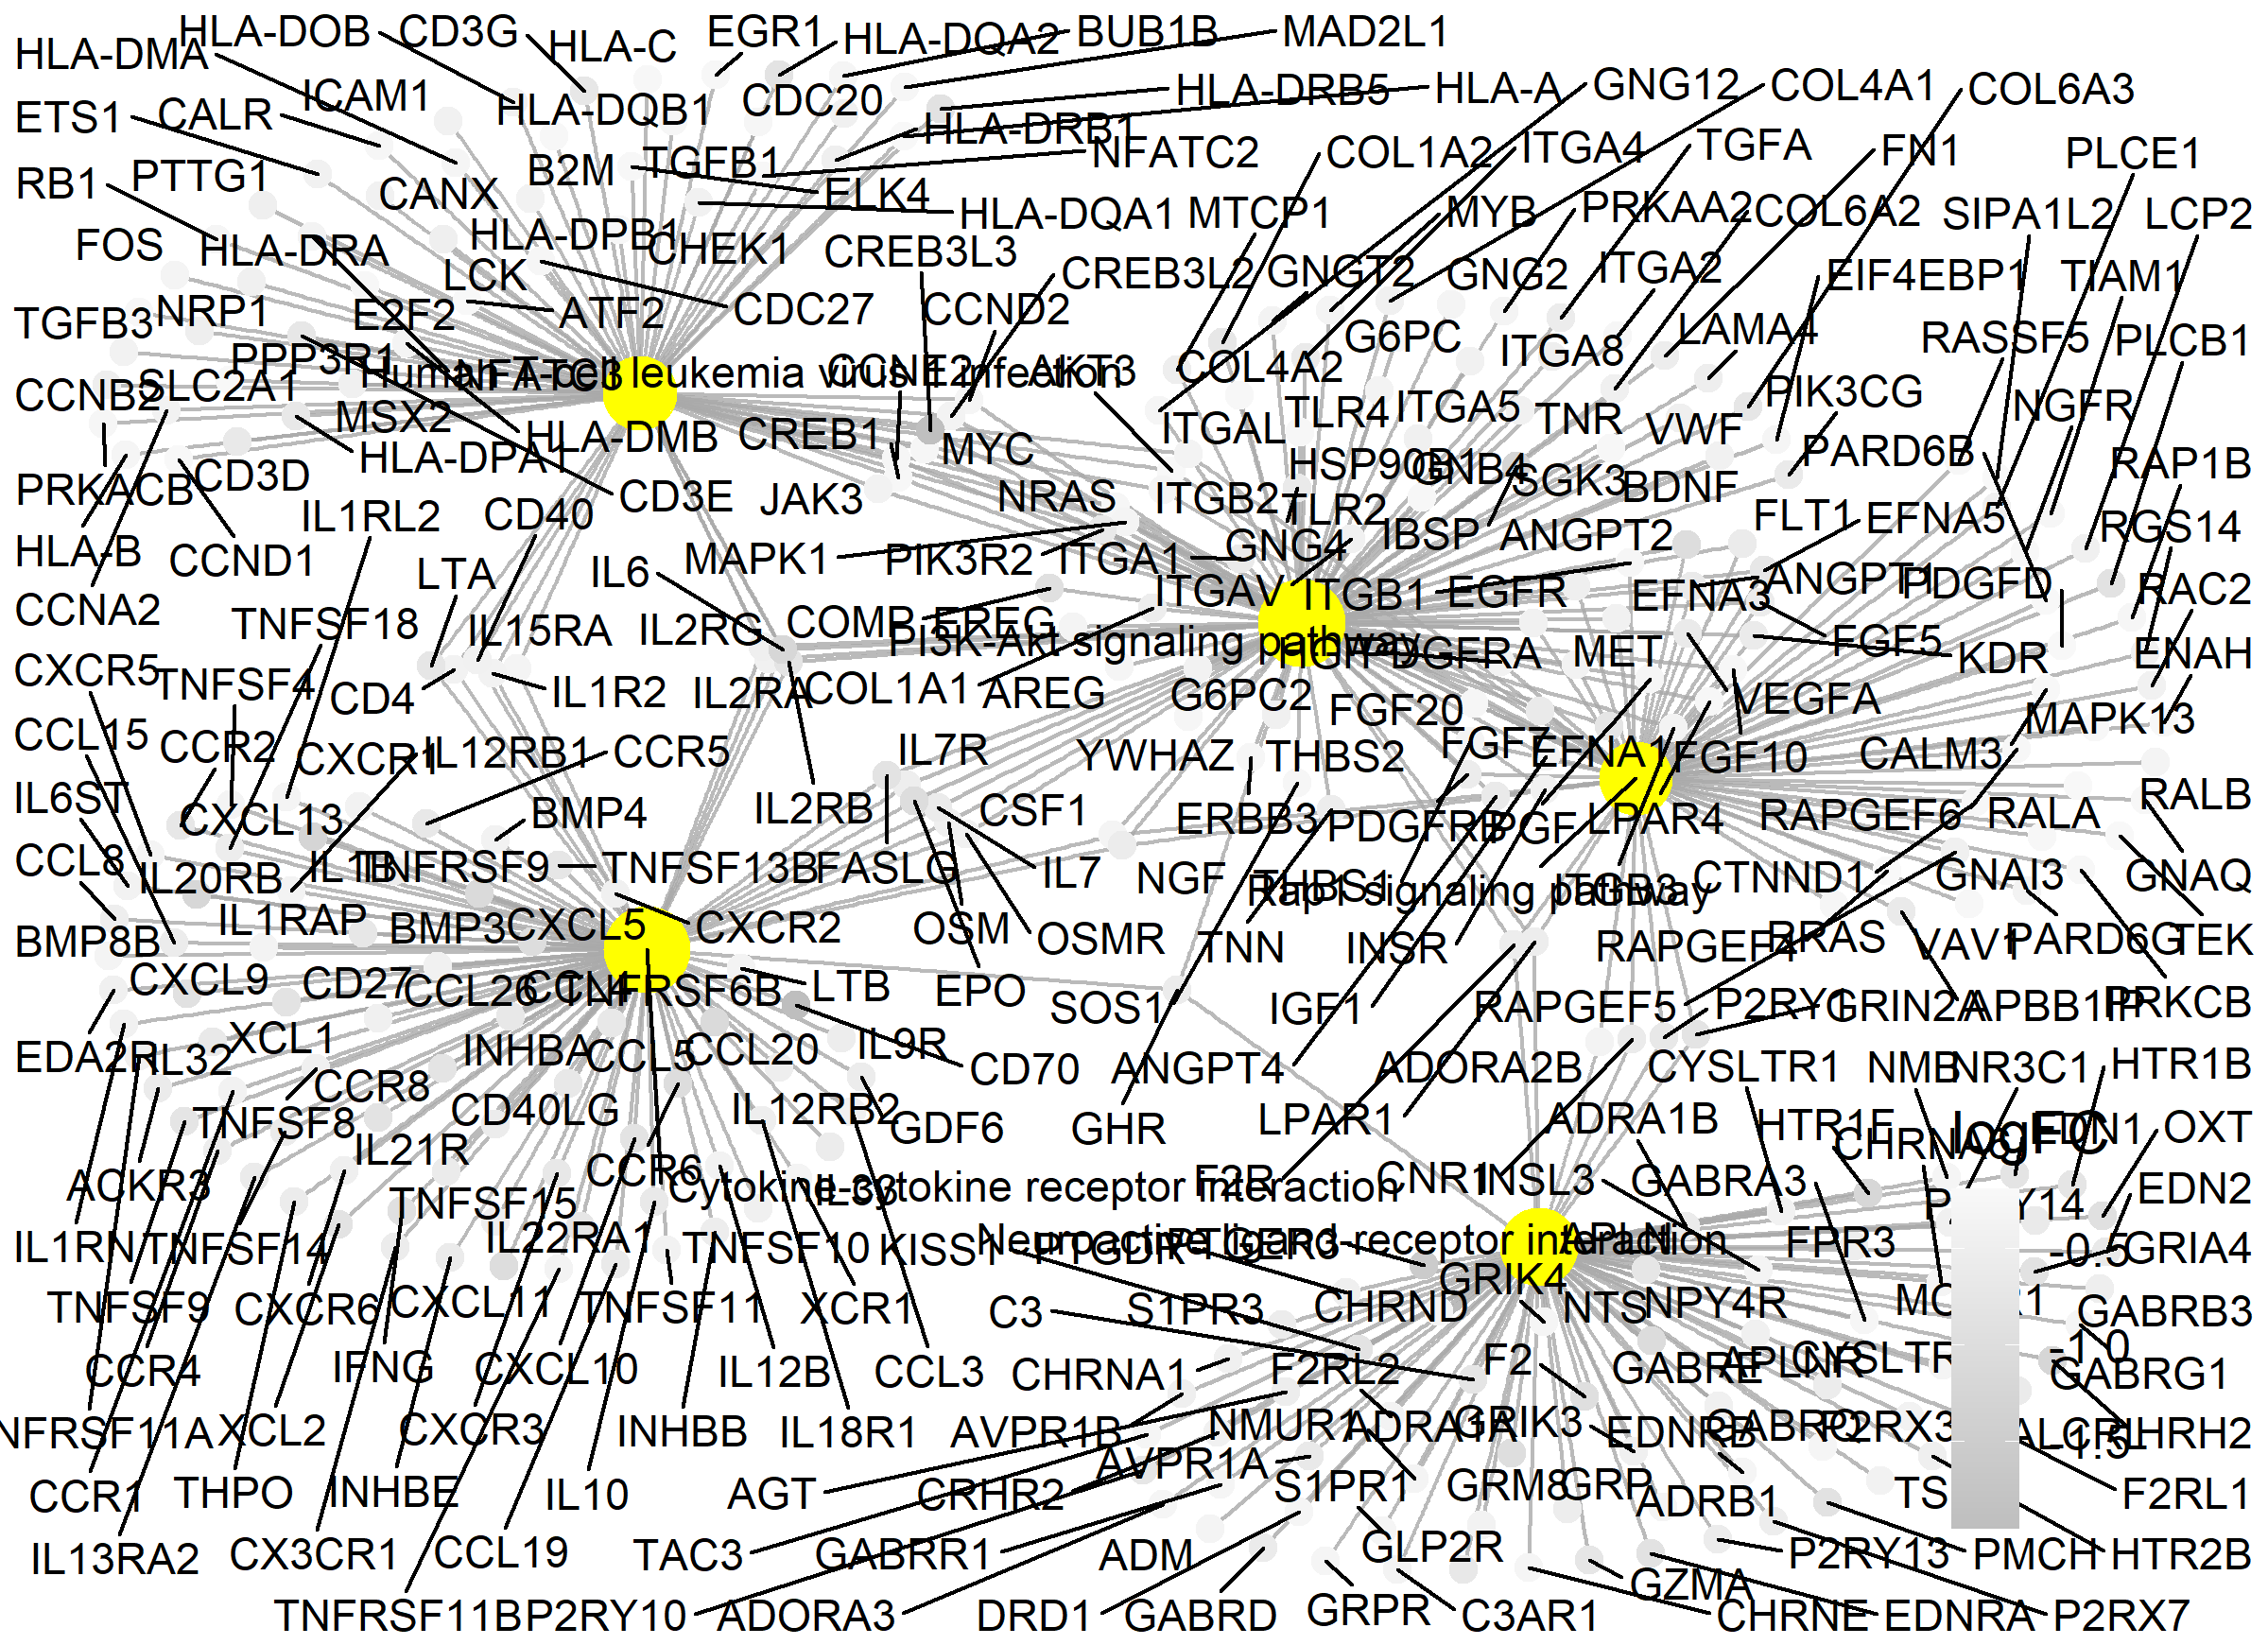 HLA-DMA
HLA-DOB
CD3G
HLA-C
EGR1
HLA-DQA2
BUB1B
MAD2L1
ETS1
CALR
ICAM1
HLA-DQB1
CDC20
HLA-DRB5
HLA-A
GNG12
COL4A1
COL6A3
RB1
PTTG1
CANX
B2M
TGFB1
HLA-DRB1
NFATC2
COL1A2
ITGA4
TGFA
FN1
PLCE1
ELK4
HLA-DQA1
MTCP1
MYB
PRKAA2
COL6A2
SIPA1L2
LCP2
FOS
HLA-DRA
HLA-DPB1
CHEK1
CREB3L3
LCK
CREB3L2
GNGT2
GNG2
ITGA2
EIF4EBP1
TIAM1
TGFB3
NRP1
E2F2
ATF2
CDC27
CCND2
G6PC
ITGA8
LAMA4
RASSF5
PLCB1
PPP3R1
NFATC3
Human T-cell leukemia virus 1 infection
CCNE2
AKT3
COL4A2
CCNB2
SLC2A1
MSX2
HLA-DMB
CREB1
MYC
ITGAL
TLR4
ITGA5
TNR
VWF
PIK3CG
NGFR
PRKACB
CD3D
HLA-DPA1
CD3E
JAK3
NRAS
ITGB2
HSP90B1
GNB4
SGK3
BDNF
PARD6B
RAP1B
IL1RL2
CD40
TLR2
IBSP
ANGPT2
FLT1
EFNA5
RGS14
HLA-B
CCND1
LTA
IL6
MAPK1
PIK3R2
ITGA1
GNG4
ITGAV
ITGB1
EGFR
EFNA3
ANGPT1
PDGFD
RAC2
CCNA2
TNFSF18
IL15RA
IL2RG
COMP
EREG
Pi3K-Akt signaling pathway
HGF
PDGFRA
MET
FGF5
KDR
ENAH
CXCR5
TNFSF4
CD4
IL1R2
IL2RA
COL1A1
AREG
G6PC2
FGF20
VEGFA
MAPK13
CCL15
CCR2
CXCR1
IL12RB1
CCR5
IL7R
YWHAZ
THBS2
FGF7
EFNA1
FGF10
CALM3
IL6ST
CXCL13
BMP4
IL2RB
CSF1
ERBB3
PDGFRB
PGF
LPAR4
RAPGEF6
RALA
RALB
CCL8
IL20RB
IL1B
TNFRSF9
TNFSF13B
FASLG
IL7
NGF
THBS1
Rap1 signaling pathway
ITGB3
CTNND1
GNAI3
GNAQ
BMP8B
IL1RAP
BMP3
CXCL5
CXCR2
OSM
OSMR
TNN
INSR
RAPGEF4
RRAS
VAV1
PARD6G
TEK
CXCL9
CD27
CCL26
CCL4
TNFRSF6B
LTB
EPO
SOS1
IGF1
RAPGEF5
P2RY1
GRIN2A
APBB1IP
PRKCB
EDA2R
IL32
XCL1
CCR8
INHBA
CCL5
CCL20
IL9R
CD70
ANGPT4
ADORA2B
CYSLTR1
NMB
NR3C1
HTR1B
TNFSF8
IL21R
CD40LG
IL12RB2
GDF6
GHR
LPAR1
ADRA1B
HTR1F
CHRNA6
logFC
EDN1
OXT
ACKR3
TNFSF15
CCR6
IL33
Cytokine-cytokine receptor interaction
F2R
CNR1
INSL3
GABRA3
EDN2
IL1RN
TNFSF14
IL22RA1
TNFSF10
KISS1
PTGDR
PTGER3
Neuroactive ligand-receptor interaction
APLN
FPR3
-0.5
GRIA4
TNFSF9
CXCR6
CXCL11
TNFSF11
XCR1
C3
S1PR3
CHRND
GRIK4
NTS
NPY4R
GABRB3
CCR4
IFNG
CXCL10
IL12B
CCL3
CHRNA1
F2RL2
F2
GABRE
APLNR
-1.0
GABRG1
NFRSF11A
XCL2
CXCR3
INHBB
IL18R1
AVPR1B
NMUR1
ADRA1A
GRIK3
EDNRB
GABRQ
P2RX3
-1.5
CRHR2
CCR1
THPO
INHBE
IL10
AGT
AVPR1A
S1PR1
GRM8
GRP
ADRB1
F2RL1
IL13RA2
CX3CR1
CCL19
TAC3
GABRR1
ADM
GLP2R
GZMA
P2RY13
PMCH
HTR2B
TNFRSF11B
P2RY10
ADORA3
DRD1
GABRD
GRPR
C3AR1
CHRNE
EDNRA
P2RX7